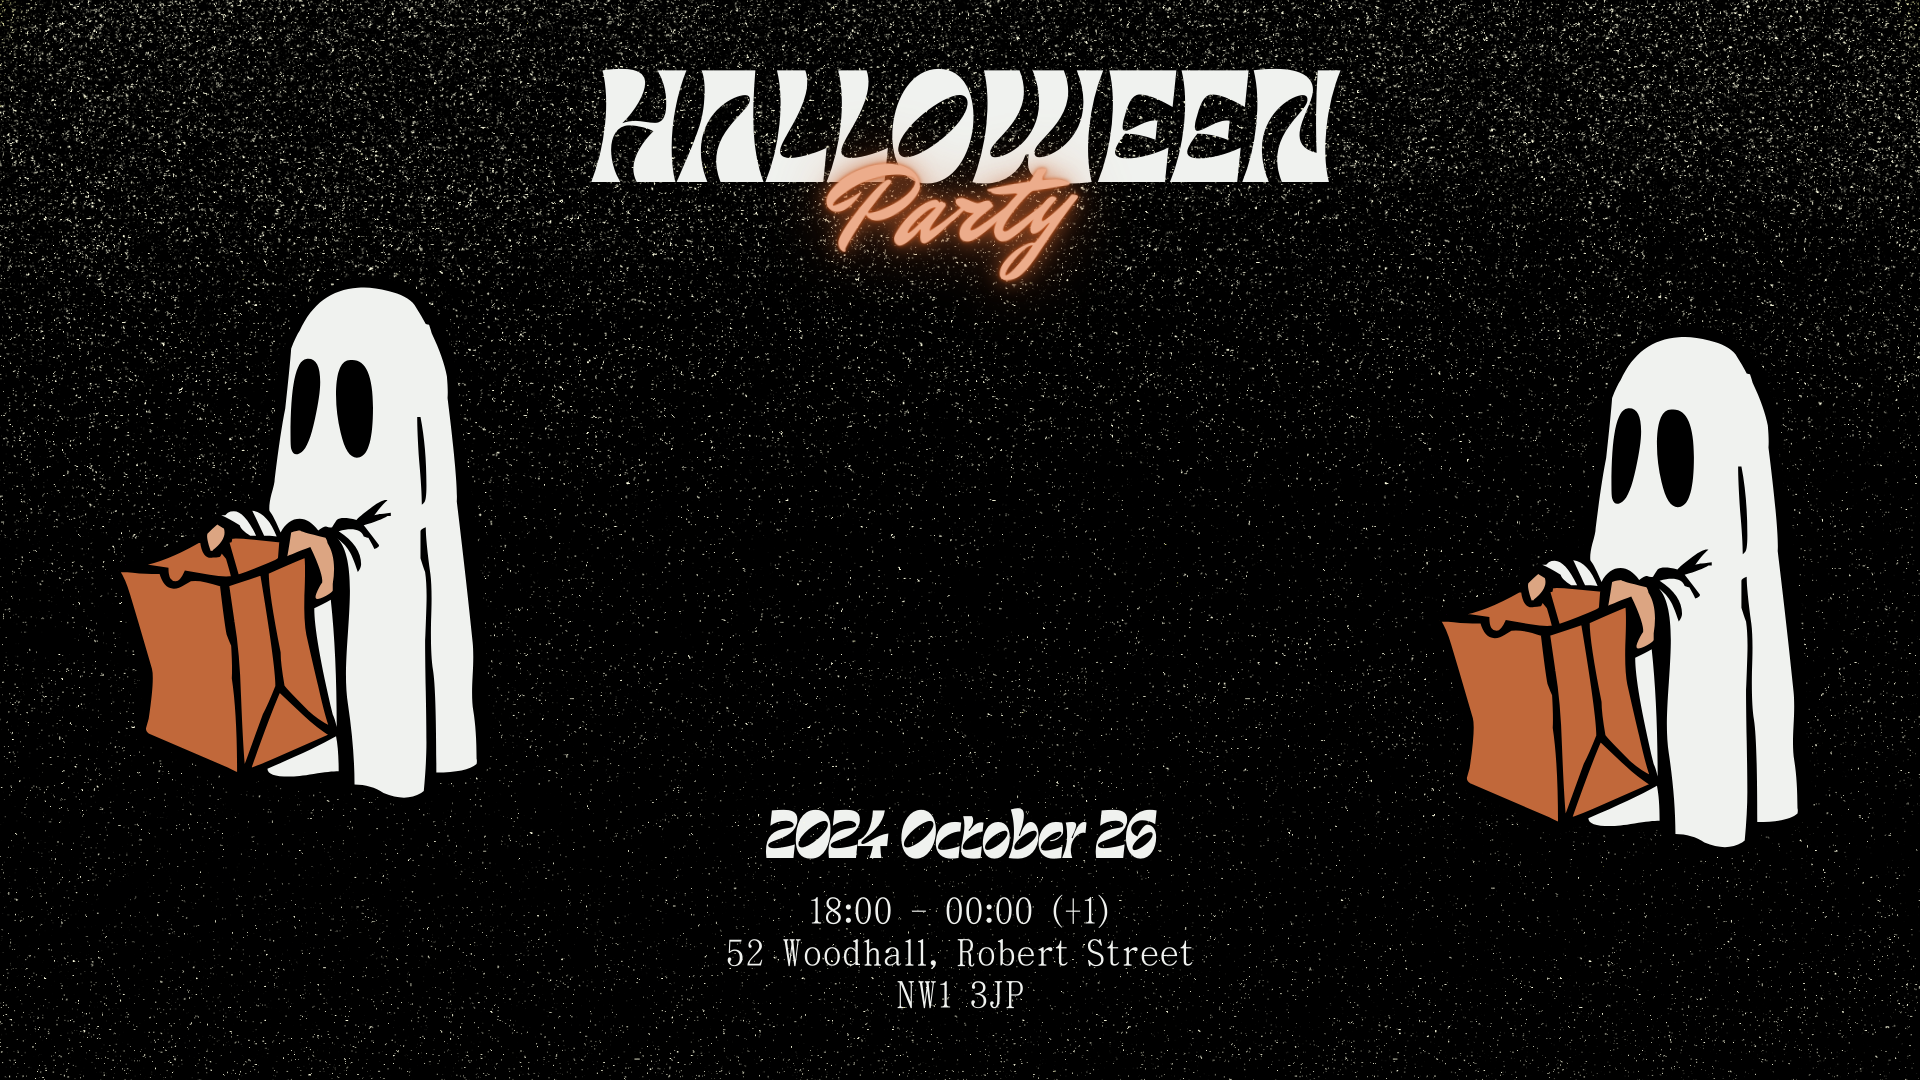 HALLOWEEN
Party
2024 October 26
18:00 - 00:00 (+1)
52 Woodhall, Robert Street
NW1 3JP